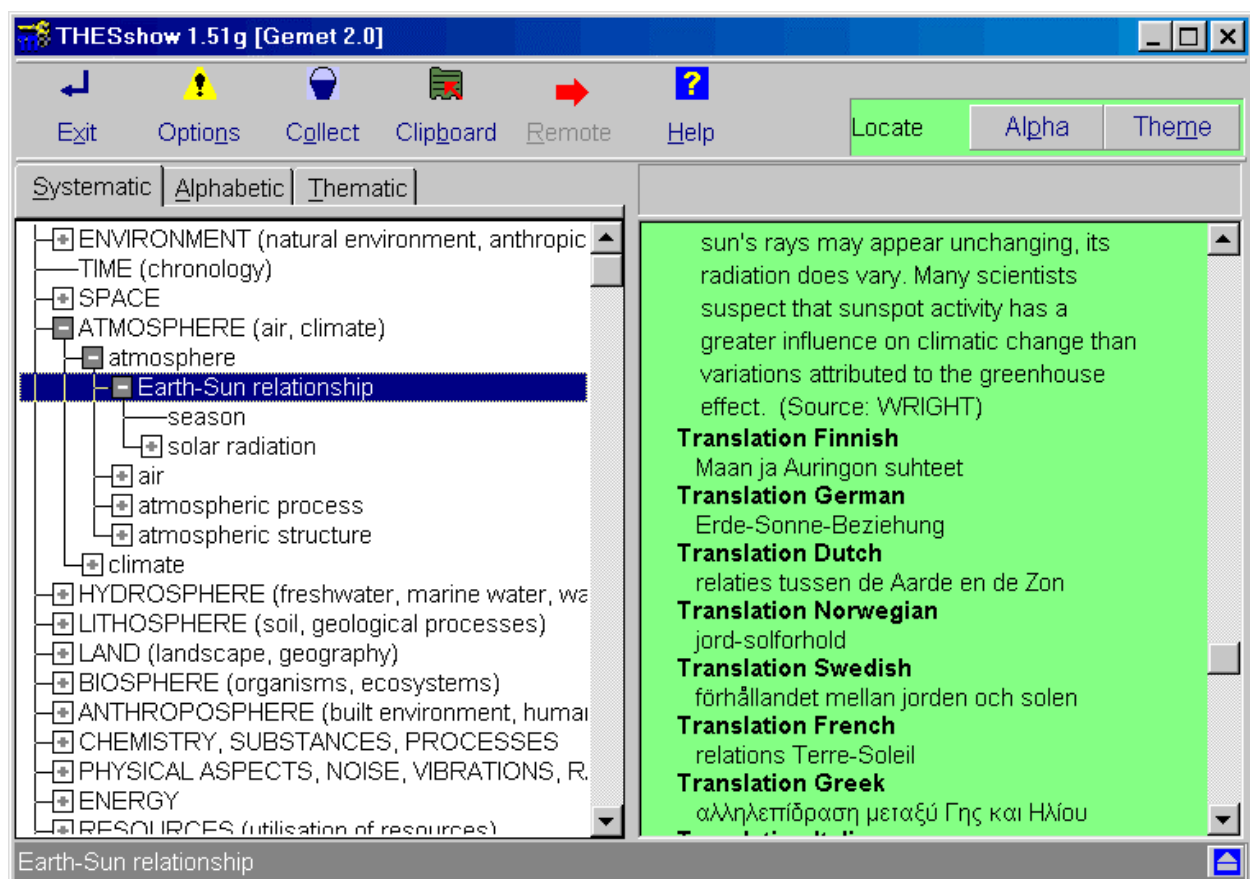 THESshow 1.51g [Gemet 2.0]
Exit Options Collect Clipboard Remote Help
Locate Alpha Theme
Systematic Alphabetic Thematic
ENVIRONMENT (natural environment, anthropic
TIME (chronology)
SPACE
ATMOSPHERE (air, climate)
atmosphere
Earth-Sun relationship
season
solar radiation
air
atmospheric process
atmospheric structure
climate
HYDROSPHERE (freshwater, marine water, wa
LITHOSPHERE (soil, geological processes)
LAND (landscape, geography)
BIOSPHERE (organisms, ecosystems)
ANTHROPOSPHERE (built environment, human
CHEMISTRY, SUBSTANCES, PROCESSES
PHYSICAL ASPECTS, NOISE, VIBRATIONS, R
ENERGY
RESOURCES (utilisation of resources)
sun's rays may appear unchanging, its
radiation does vary. Many scientists
suspect that sunspot activity has a
greater influence on climatic change than
variations attributed to the greenhouse
effect. (Source: WRIGHT)
Translation Finnish
Maan ja Auringon suhteet
Translation German
Erde-Sonne-Beziehung
Translation Dutch
relaties tussen de Aarde en de Zon
Translation Norwegian
jord-solforhold
Translation Swedish
förhållandet mellan jorden och solen
Translation French
relations Terre-Soleil
Translation Greek
αλληλεπίδραση μεταξύ Γης και Ηλίου
Earth-Sun relationship